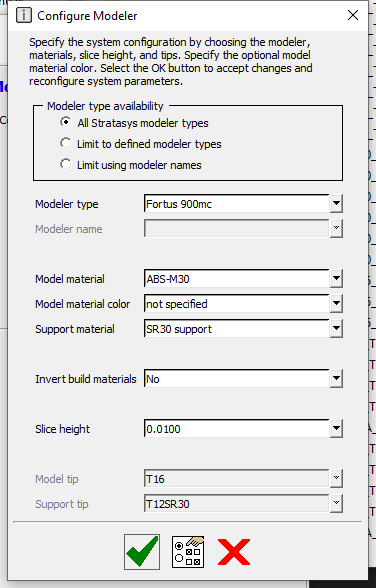 Configure Modeler
Specify the system configuration by choosing the modeler,
materials, slice height, and tips. Specify the optional model
material color. Select the OK button to accept changes and
reconfigure system parameters.
Modeler type availability
All Stratasys modeler types
Limit to defined modeler types
Limit using modeler names
Modeler type Fortus 900mc
Modeler name
Model material ABS-M30
Model material color not specified
Support material SR30 support
Invert build materials No
Slice height 0.0100
Model tip T16
Support tip T12SR30